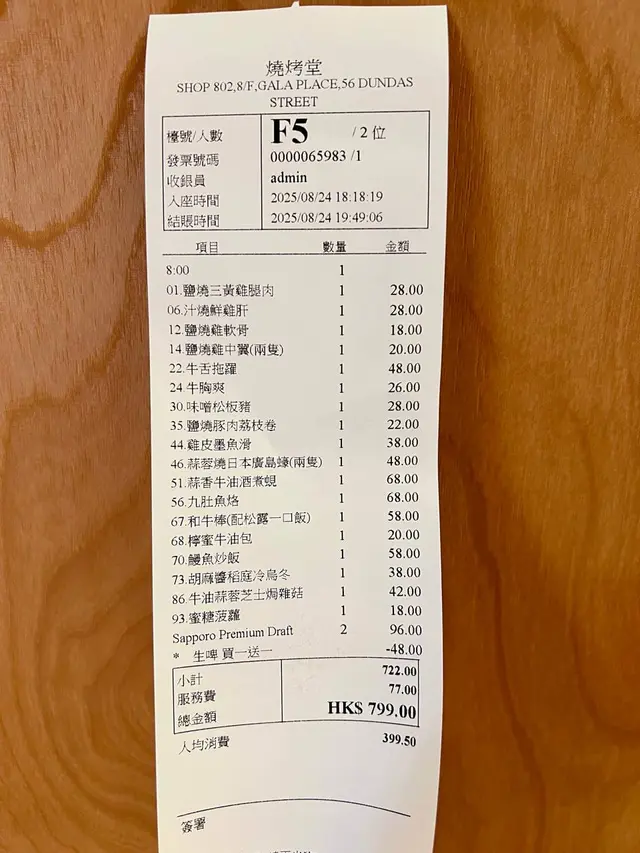 燒烤堂
SHOP 802,8/F,GALA PLACE,56 DUNDAS
STREET
檯號/人數 F5 / 2 位
發票號碼 0000065983 /1
收銀員 admin
入座時間 2025/08/24 18:18:19
結賬時間 2025/08/24 19:49:06
項目 數量 金額
8:00 1
01.鹽燒三黃雞腿肉 1 28.00
06.汁燒鮮雞肝 1 28.00
12.鹽燒雞軟骨 1 18.00
14.鹽燒雞中翼(兩隻) 1 20.00
22.牛舌拖羅 1 48.00
24.牛胸爽 1 26.00
30.味噌松板豬 1 28.00
35.鹽燒豚肉荔枝卷 1 22.00
44.雞皮墨魚滑 1 38.00
46.蒜蓉燒日本廣島蠔(兩隻) 1 48.00
51.蒜香牛油酒煮蜆 1 68.00
56.九肚魚烙 1 68.00
67.和牛棒(配松露一口飯) 1 58.00
68.檸蜜牛油包 1 20.00
70.鰻魚炒飯 1 58.00
73.胡麻醬稻庭冷烏冬 1 38.00
86.牛油蒜蓉芝士焗雜菇 1 42.00
93.蜜糖菠蘿 1 18.00
Sapporo Premium Draft 2 96.00
* 生啤 買一送一 -48.00
小計 722.00
服務費 77.00
總金額 HK$ 799.00
人均消費 399.50
簽署